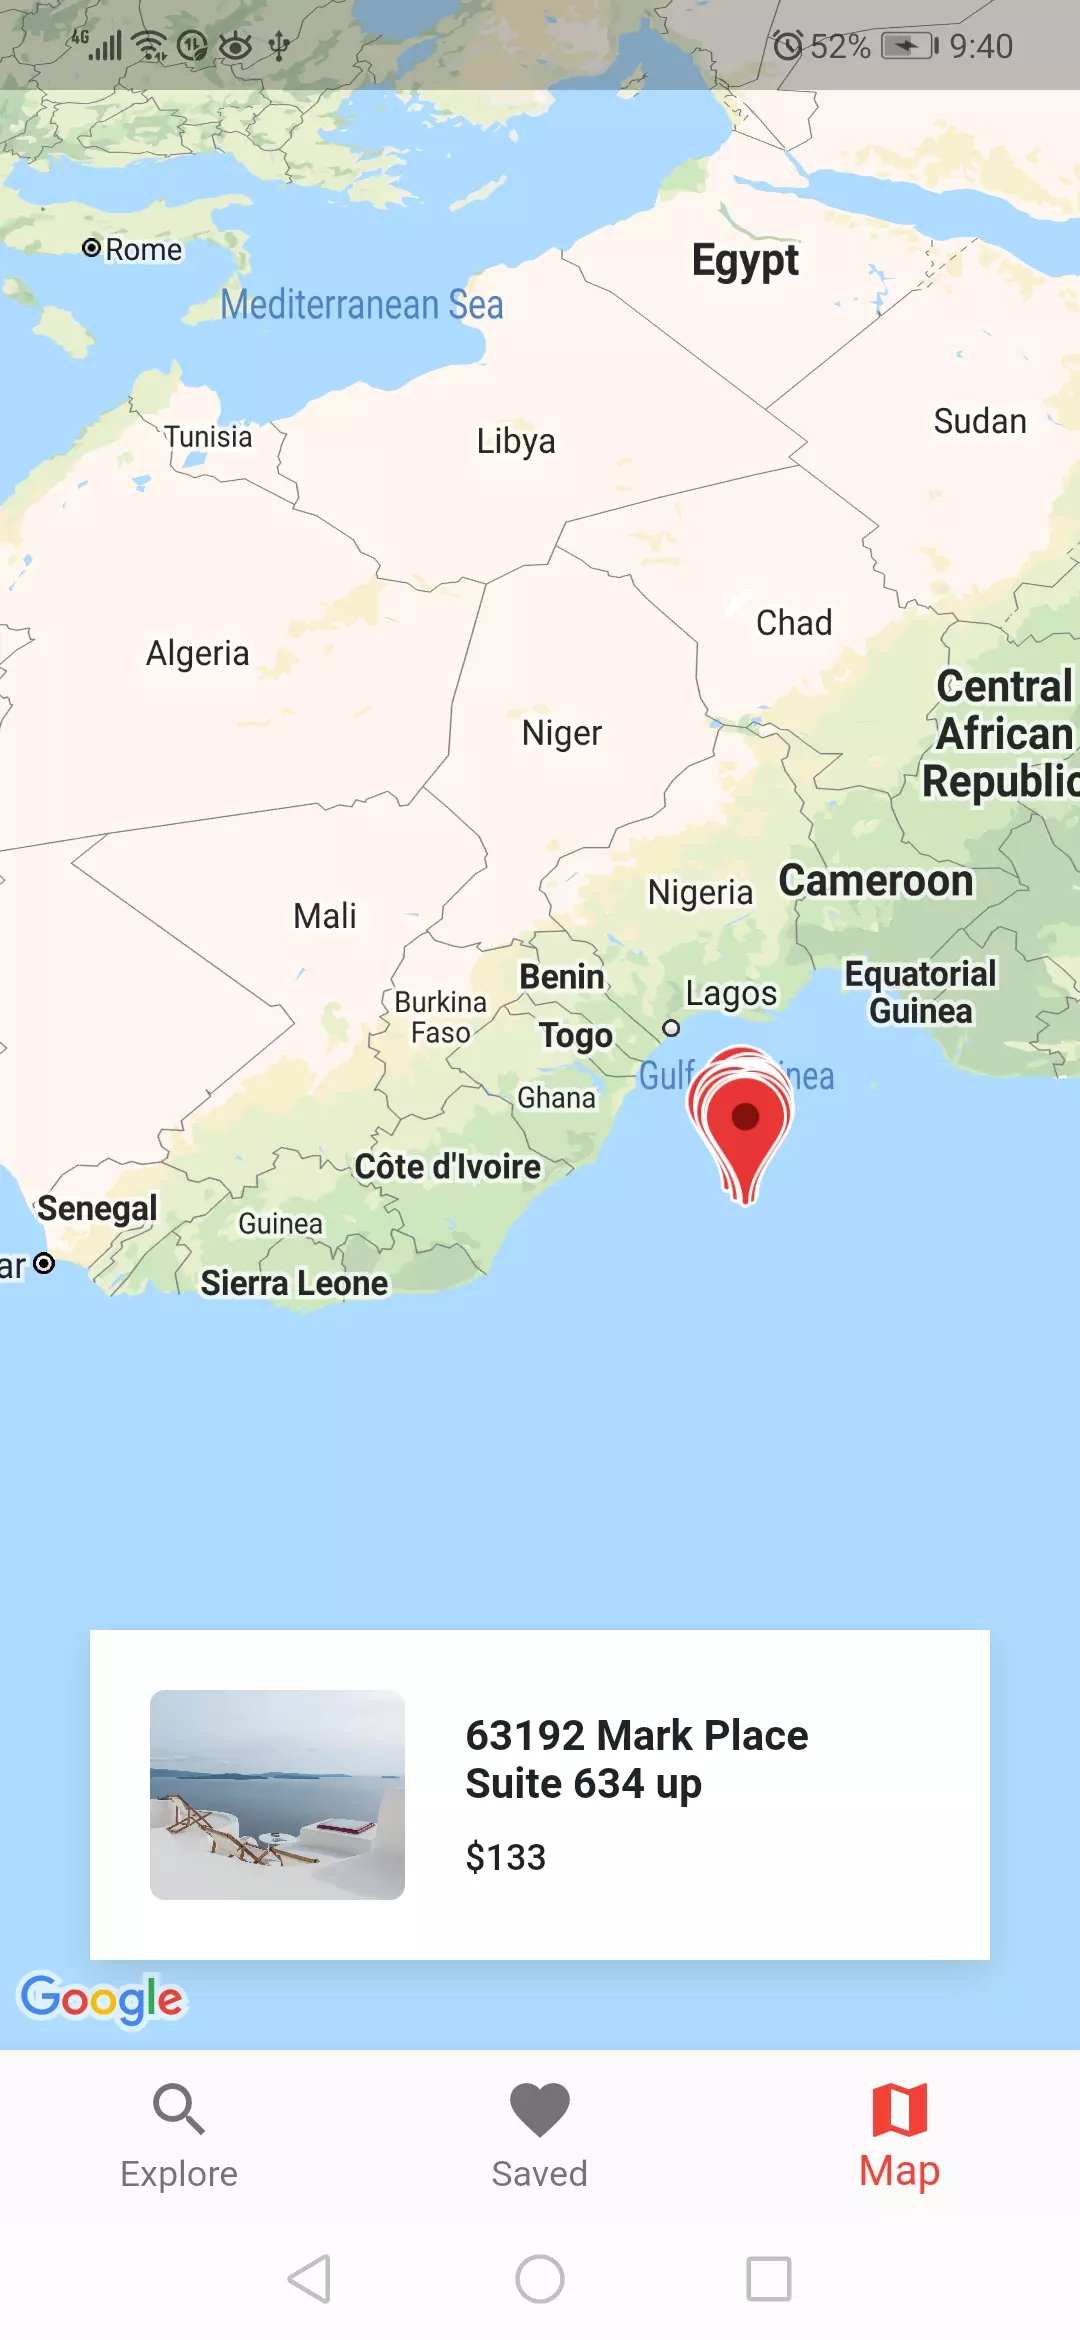 4G 52% 9:40
Rome
Egypt
Mediterranean Sea
Sudan
Tunisia
Libya
Chad
Algeria
Central
African
Republic
Niger
Nigeria
Cameroon
Mali
Benin
Equatorial
Guinea
Lagos
Burkina
Faso
Togo
Gulf
Ghana
Côte d'Ivoire
Senegal
Guinea
ar
Sierra Leone
63192 Mark Place
Suite 634 up
$133
Google
Explore Saved Map